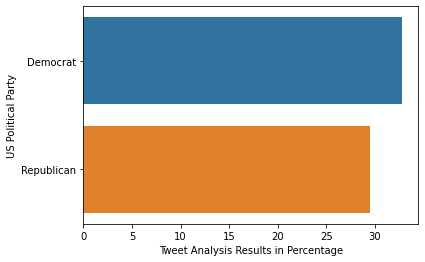 US Political Party
Democrat
Republican
0 5 10 15 20 25 30
Tweet Analysis Results in Percentage